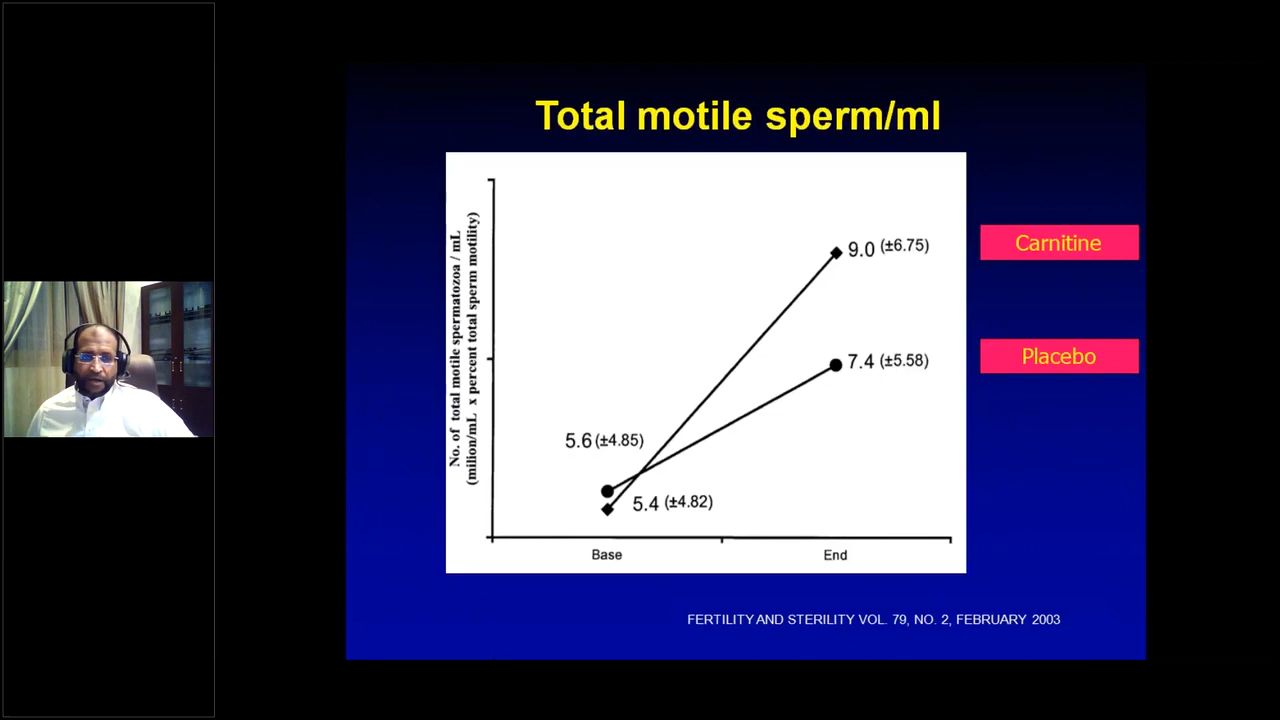 Total motile sperm/ml
No. of total motile spermatozoa / mL
(milion/mL x percent total sperm motility)
9.0 (±6.75)
Carnitine
7.4 (±5.58)
Placebo
5.6 (±4.85)
5.4 (±4.82)
Base
End
FERTILITY AND STERILITY VOL. 79, NO. 2, FEBRUARY 2003